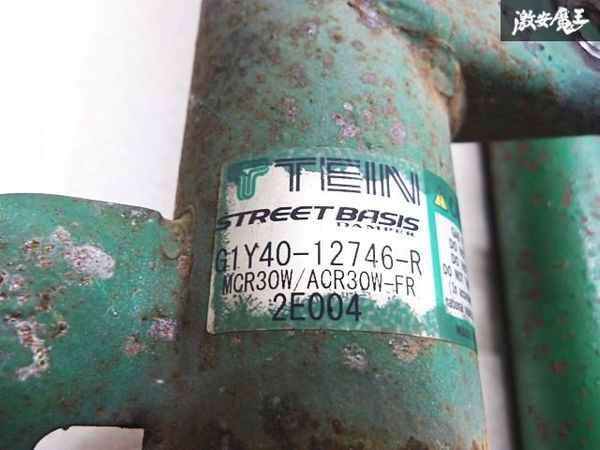 激安魔王
TEIN
STREET BASIS
DAMPER
G1Y40-12746-R
MCR30W/ACR30W-FR
2E004